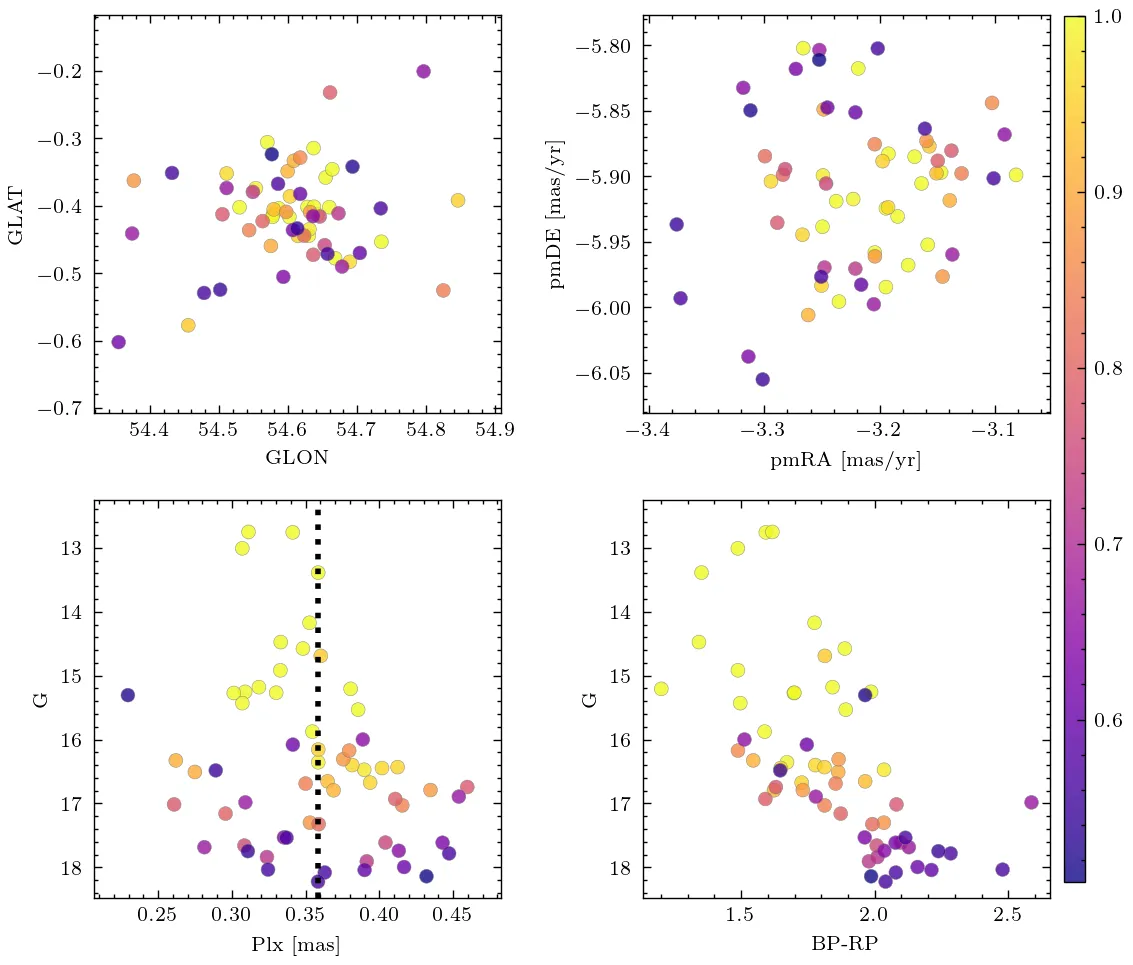 −0.2
−0.3
−0.4
−0.5
−0.6
−0.7
GLAT
54.4 54.5 54.6 54.7 54.8 54.9
GLON
−5.80
−5.85
−5.90
−5.95
−6.00
−6.05
pmDE [mas/yr]
−3.4 −3.3 −3.2 −3.1
pmRA [mas/yr]
1.0
0.9
0.8
0.7
0.6
13
14
15
16
17
18
G
0.25 0.30 0.35 0.40 0.45
Plx [mas]
13
14
15
16
17
18
G
1.5 2.0 2.5
BP-RP